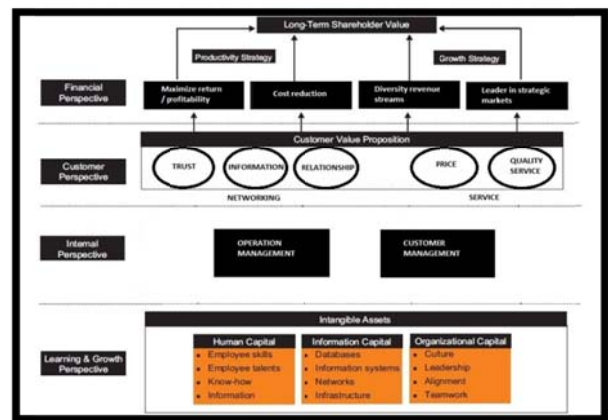 Long-Term Shareholder Value
Productivity Strategy
Growth Strategy
Financial
Perspective
Maximize return
/ profitability
Cost reduction
Diversity revenue
streams
Leader in strategic
markets
Customer Value Proposition
Customer
Perspective
TRUST
INFORMATION
RELATIONSHIP
PRICE
QUALITY
SERVICE
NETWORKING
SERVICE
Internal
Perspective
OPERATION
MANAGEMENT
CUSTOMER
MANAGEMENT
Intangible Assets
Learning & Growth
Perspective
Human Capital
• Employee skills
• Employee talents
• Know-how
• Information
Information Capital
• Databases
• Information systems
• Networks
• Infrastructure
Organizational Capital
• Culture
• Leadership
• Alignment
• Teamwork